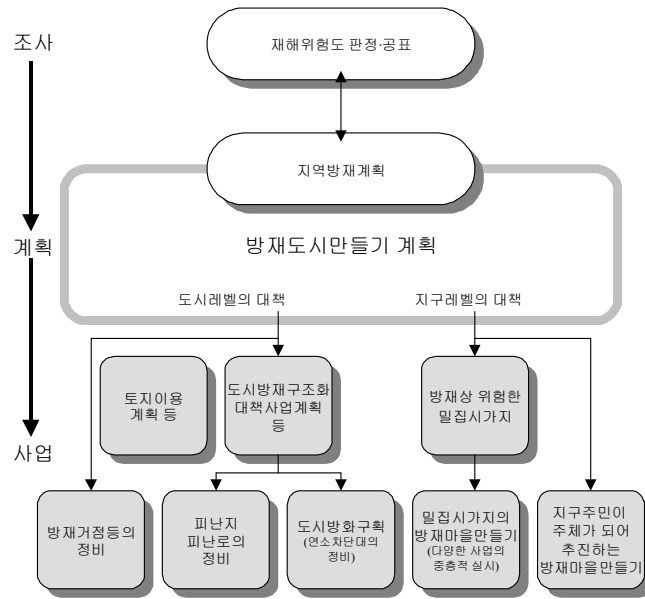 조사
재해위험도 판정·공표
지역방재계획
계획
방재도시만들기 계획
도시레벨의 대책
지구레벨의 대책
토지이용
계획 등
도시방재구조화
대책사업계획
등
방재상 위험한
밀집시가지
사업
방재거점등의
정비
피난지
피난로의
정비
도시방화구획
(연소차단대의
정비)
밀집시가지의
방재마을만들기
(다양한 사업의
중층적 실시)
지구주민이
주체가 되어
추진하는
방재마을만들기